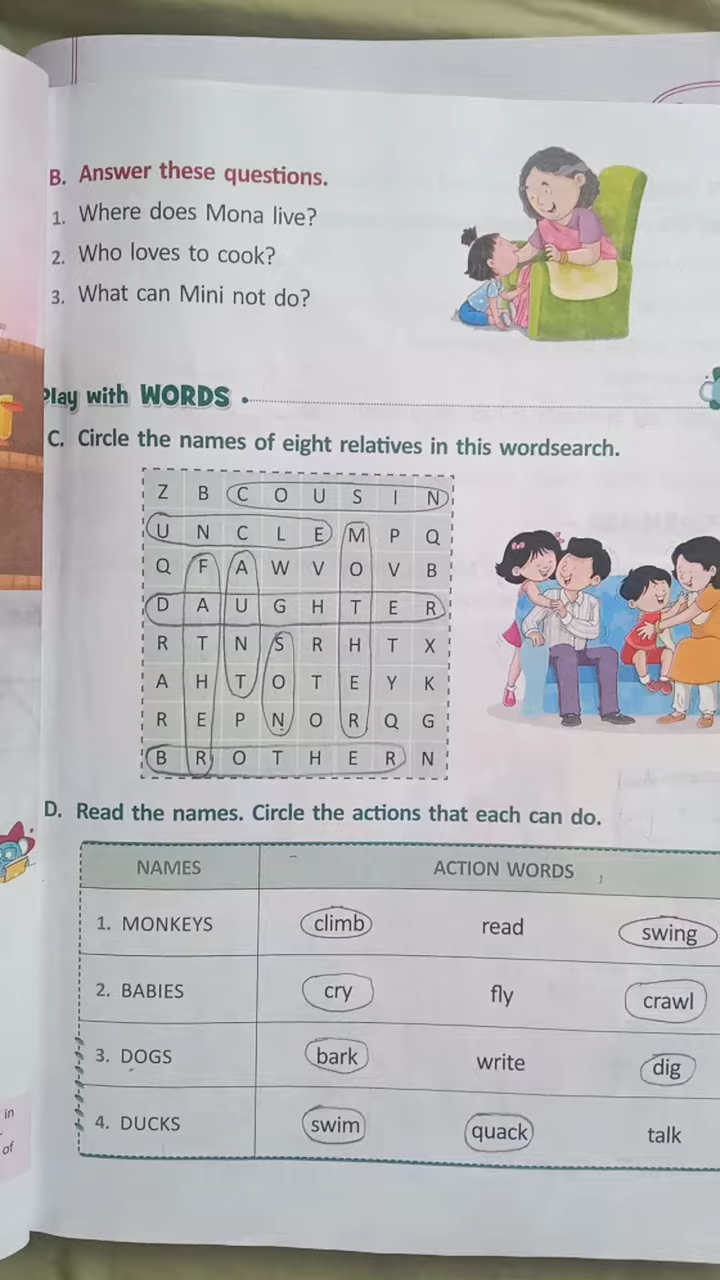 B. Answer these questions.
1. Where does Mona live?
2. Who loves to cook?
3. What can Mini not do?
Play with WORDS
C. Circle the names of eight relatives in this wordsearch.
Z B C O U S I N
U N C L E M P Q
Q F A W V O V B
D A U G H T E R
R T N S R H T X
A H T O T E Y K
R E P N O R Q G
B R O T H E R N
D. Read the names. Circle the actions that each can do.
NAMES ACTION WORDS
1. MONKEYS climb read swing
2. BABIES cry fly crawl
3. DOGS bark write dig
4. DUCKS swim quack talk
in
of